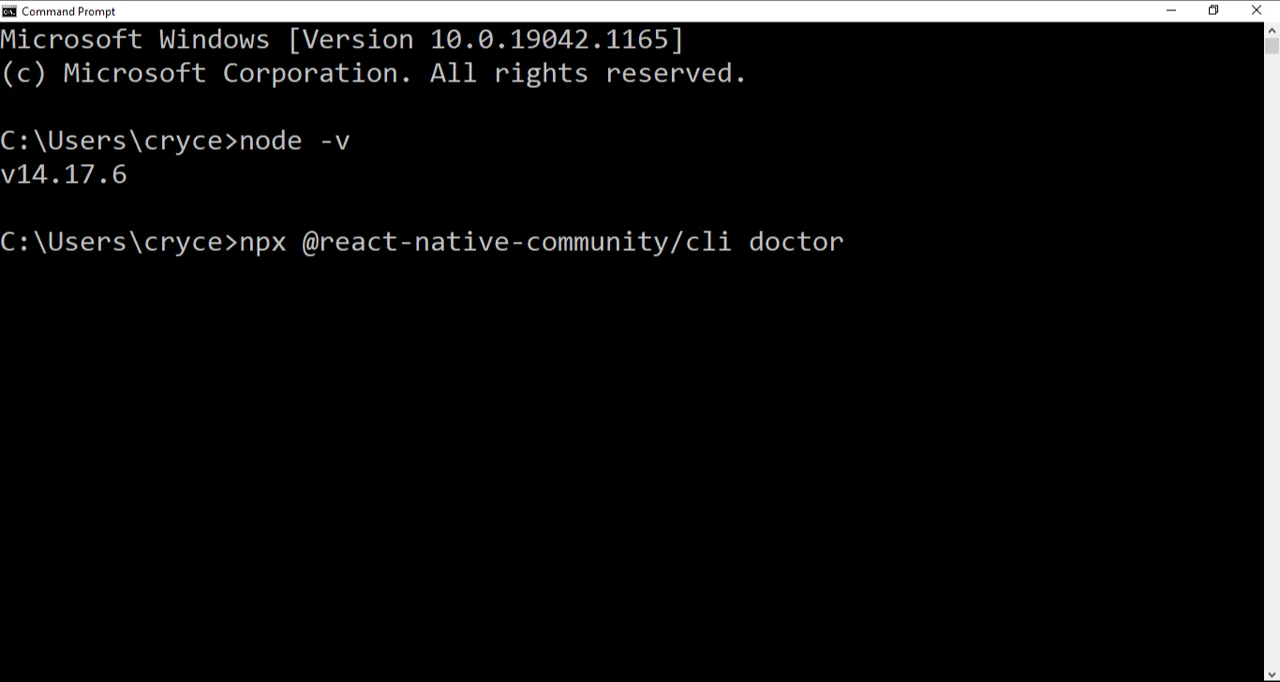 Command Prompt
Microsoft Windows [Version 10.0.19042.1165]
(c) Microsoft Corporation. All rights reserved.
C:\Users\cryce>node -v
v14.17.6
C:\Users\cryce>npx @react-native-community/cli doctor